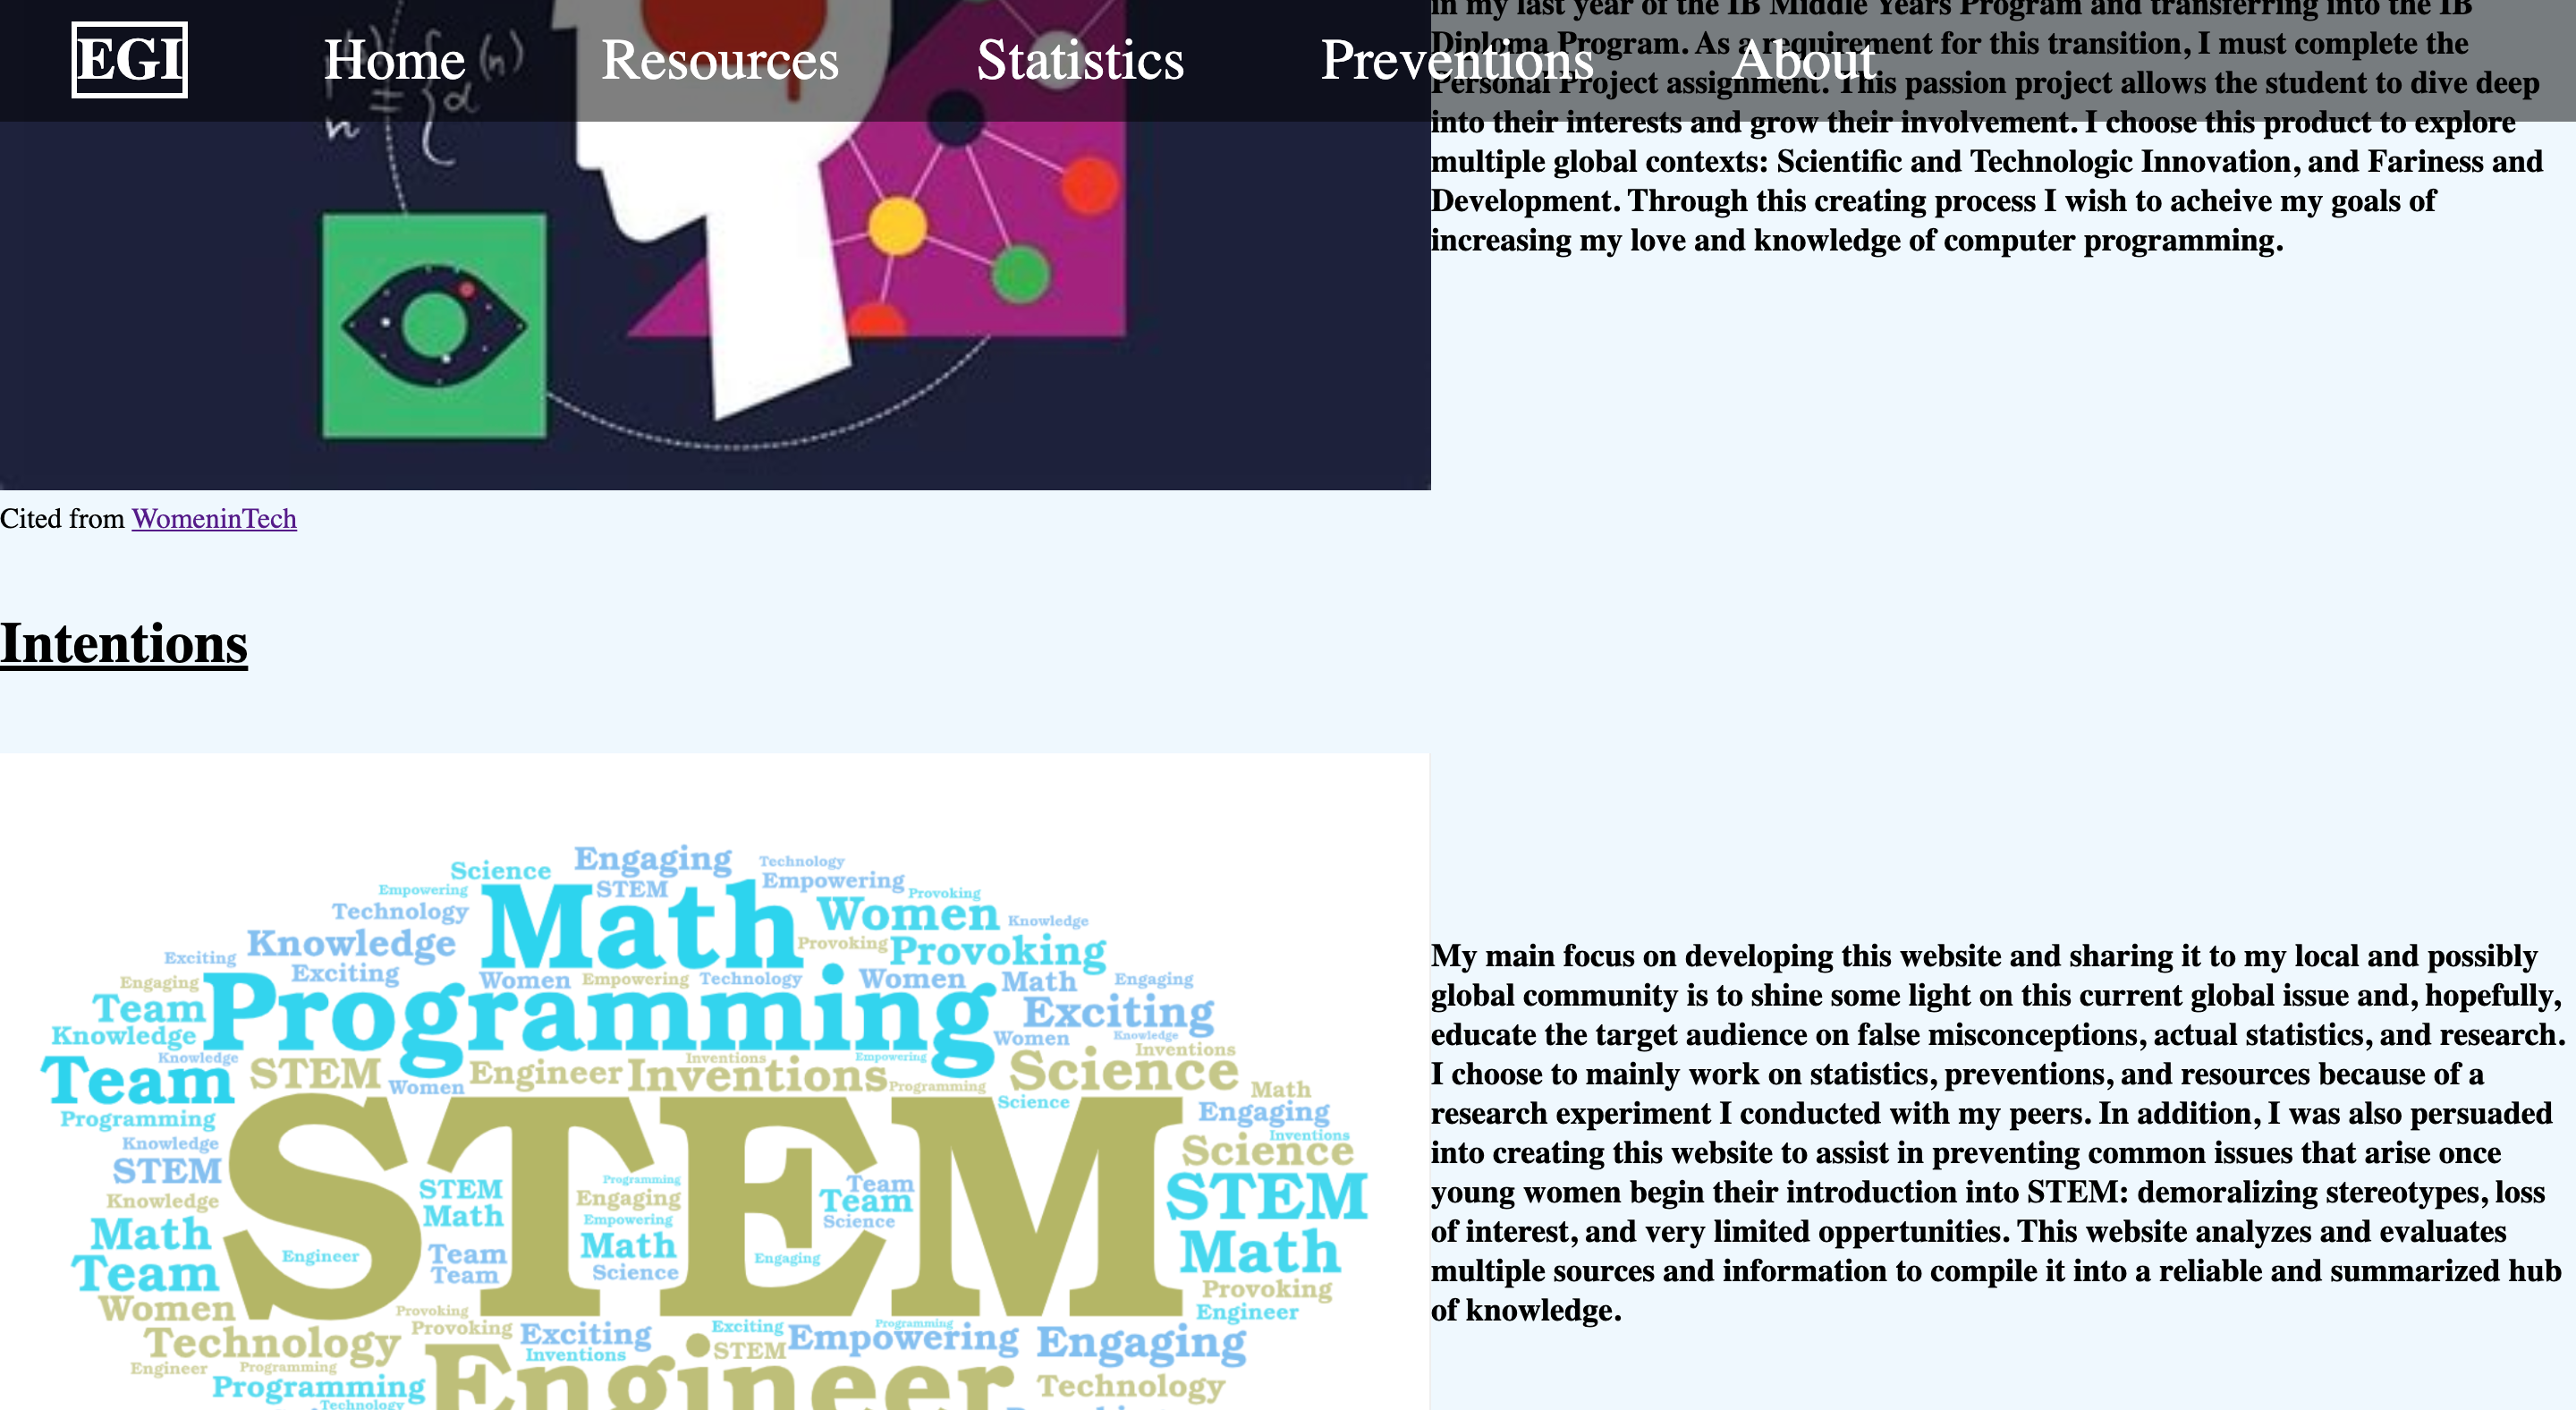 EGI Home Resources Statistics Preventions About
in my last year of the IB Middle Years Program and transferring into the IB
Diploma Program. As a requirement for this transition, I must complete the
Personal Project assignment. This passion project allows the student to dive deep
into their interests and grow their involvement. I choose this product to explore
multiple global contexts: Scientific and Technologic Innovation, and Fariness and
Development. Through this creating process I wish to acheive my goals of
increasing my love and knowledge of computer programming.
Cited from WomeninTech
Intentions
Science Engaging Technology
Empowering STEM Empowering Provoking
Technology Math Women Knowledge
Exciting Knowledge Provoking Provoking
Engaging Exciting Women Empowering Technology Women Math Engaging
Team Programming Exciting
Knowledge Women Knowledge
Knowledge Inventions Empowering Inventions
Team STEM Women Engineer Inventions Programming Science Math
Programming Science Engaging
Knowledge Inventions
STEM STEM Programming Team Science
Knowledge STEM Engaging Team STEM
Math Math Empowering Science
Engineer Team Math Engaging Math
Team Team Science Provoking
Women Provoking Engineer
Technology Provoking Exciting Exciting Programming Empowering Engaging
Engineer Programming Inventions STEM
Programming Engineer Technology
Technology
My main focus on developing this website and sharing it to my local and possibly
global community is to shine some light on this current global issue and, hopefully,
educate the target audience on false misconceptions, actual statistics, and research.
I choose to mainly work on statistics, preventions, and resources because of a
research experiment I conducted with my peers. In addition, I was also persuaded
into creating this website to assist in preventing common issues that arise once
young women begin their introduction into STEM: demoralizing stereotypes, loss
of interest, and very limited oppertunities. This website analyzes and evaluates
multiple sources and information to compile it into a reliable and summarized hub
of knowledge.